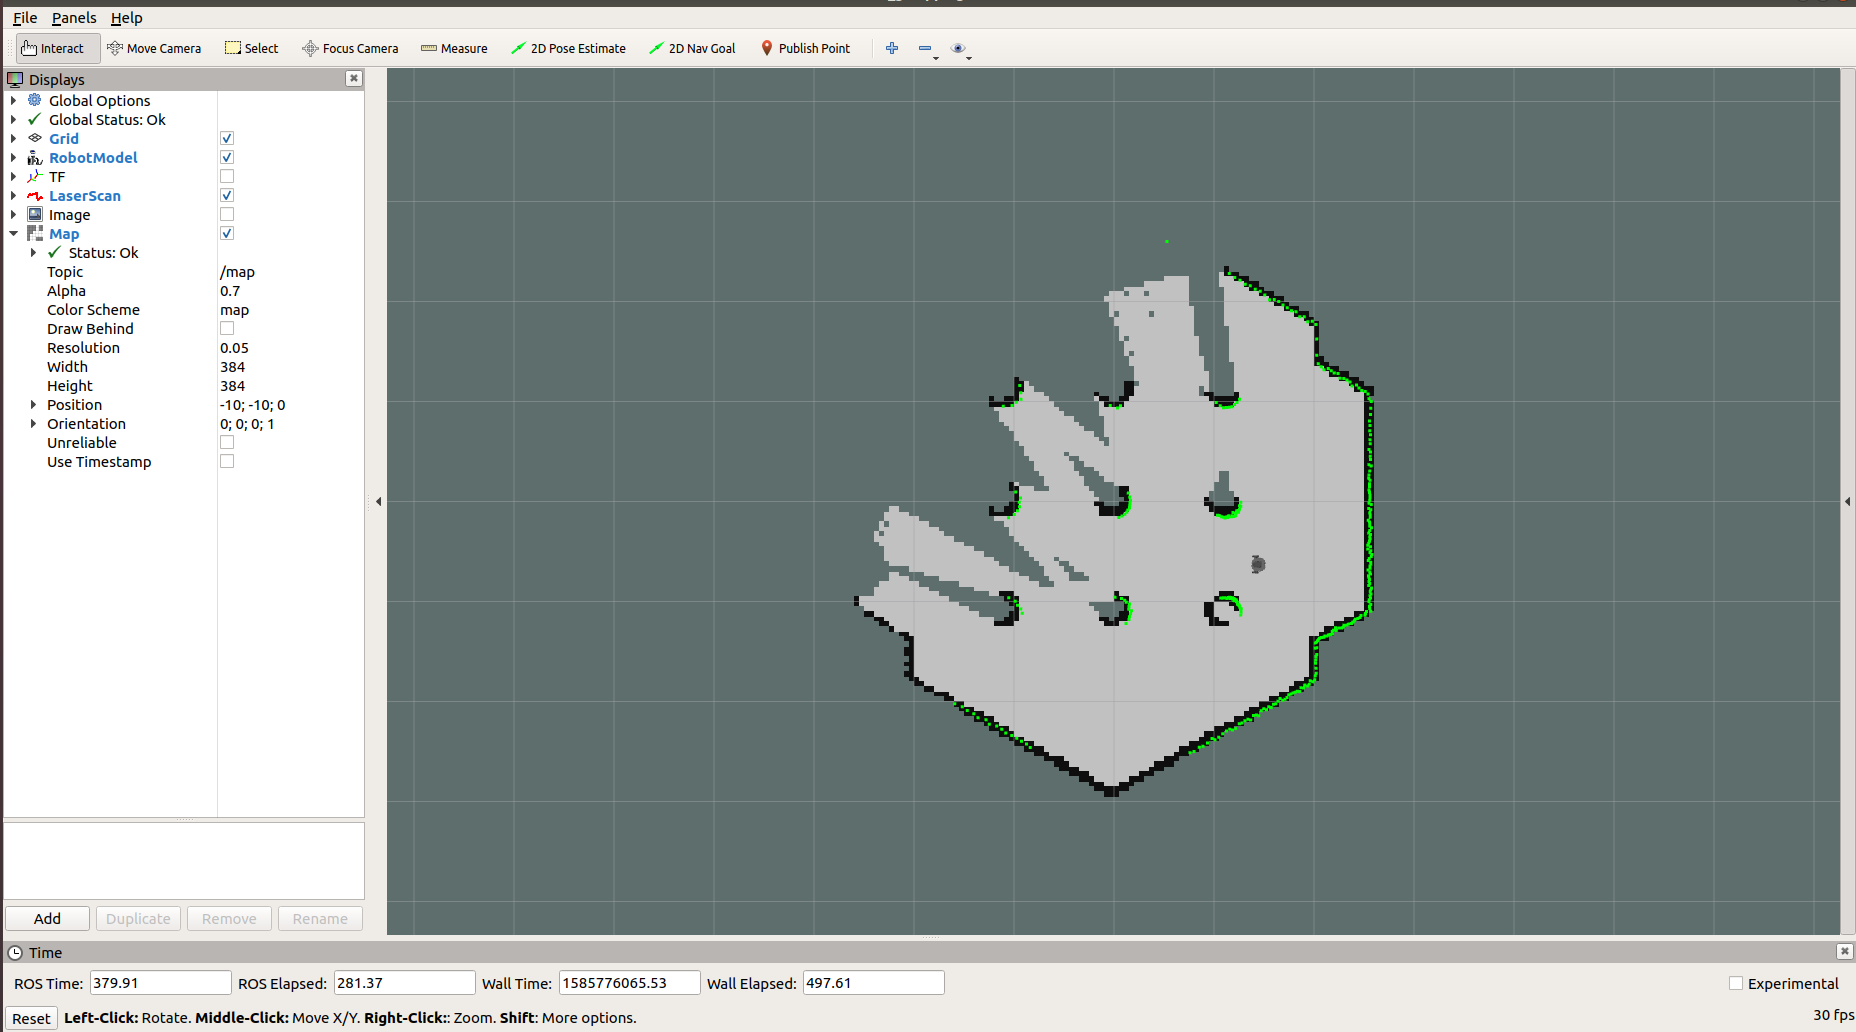 File Panels Help
Interact Move Camera Select Focus Camera Measure 2D Pose Estimate 2D Nav Goal Publish Point
Displays
Global Options
Global Status: Ok
Grid
RobotModel
TF
LaserScan
Image
Map
Status: Ok
Topic /map
Alpha 0.7
Color Scheme map
Draw Behind
Resolution 0.05
Width 384
Height 384
Position -10; -10; 0
Orientation 0; 0; 0; 1
Unreliable
Use Timestamp
Add Duplicate Remove Rename
Time
ROS Time: 379.91 ROS Elapsed: 281.37 Wall Time: 1585776065.53 Wall Elapsed: 497.61 Experimental
Reset Left-Click: Rotate. Middle-Click: Move X/Y. Right-Click:: Zoom. Shift: More options. 30 fps